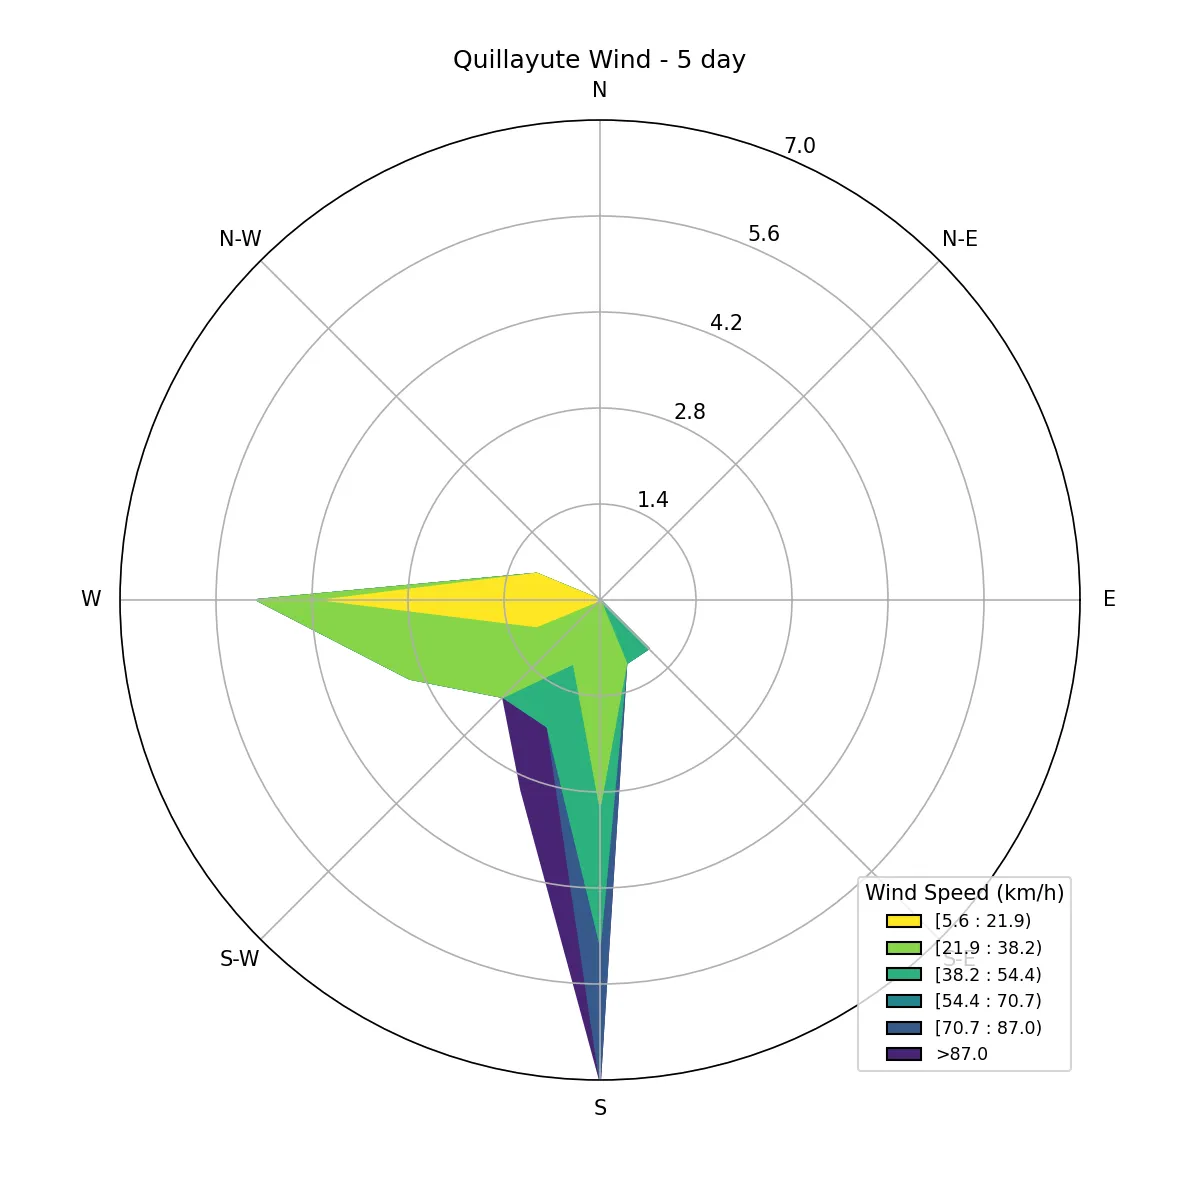 Quillayute Wind - 5 day
N
7.0
N-W
5.6
N-E
4.2
2.8
1.4
W
E
Wind Speed (km/h)
[5.6 : 21.9)
[21.9 : 38.2)
S-W
S-E
[38.2 : 54.4)
[54.4 : 70.7)
[70.7 : 87.0)
>87.0
S